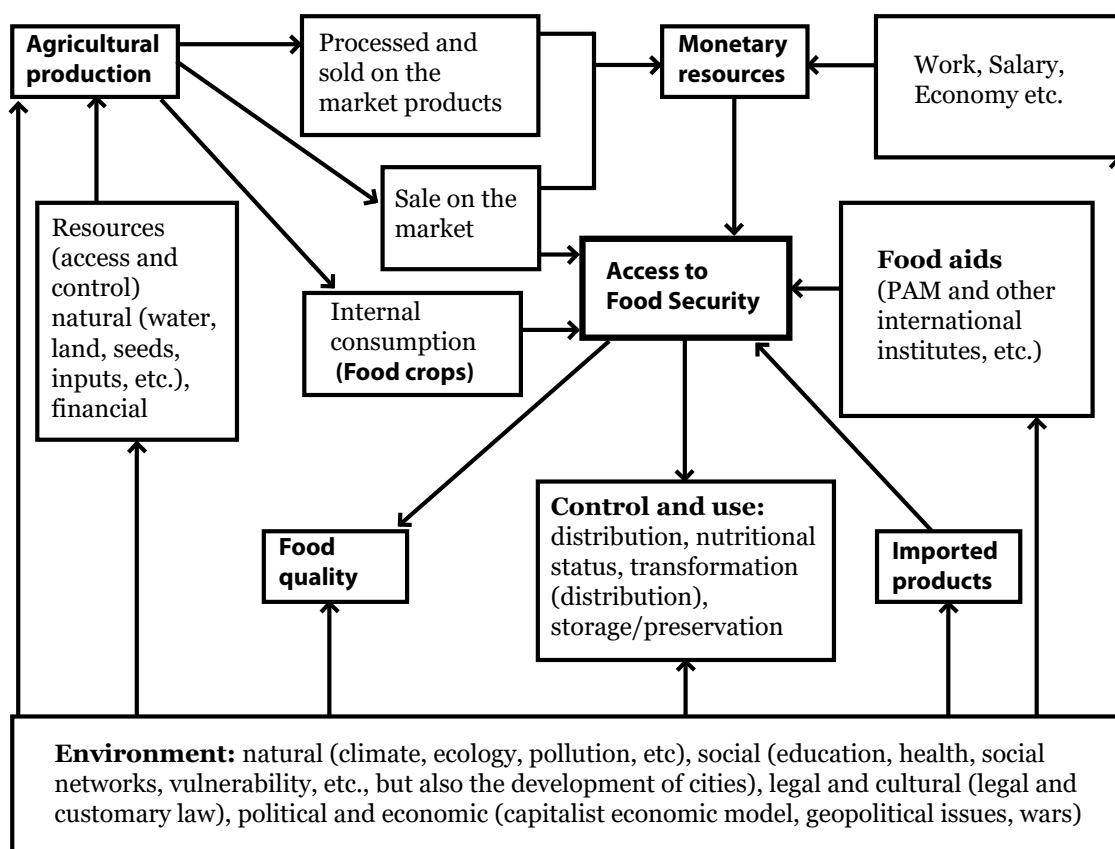 Agricultural
production
Processed and
sold on the
market products
Monetary
resources
Work, Salary,
Economy etc.
Sale on the
market
Resources
(access and
control)
natural (water,
land, seeds,
inputs, etc.),
financial
Internal
consumption
(Food crops)
Access to
Food Security
Food aids
(PAM and other
international
institutes, etc.)
Food
quality
Control and use:
distribution, nutritional
status, transformation
(distribution),
storage/preservation
Imported
products
Environment: natural (climate, ecology, pollution, etc), social (education, health, social
networks, vulnerability, etc., but also the development of cities), legal and cultural (legal and
customary law), political and economic (capitalist economic model, geopolitical issues, wars)